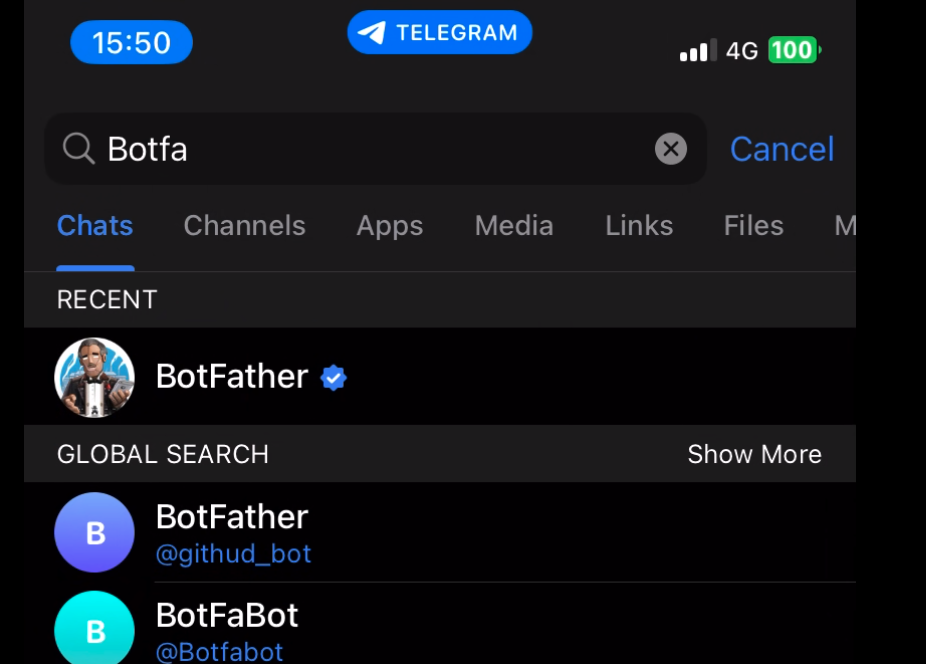 15:50
TELEGRAM
4G 100
Botfa
Cancel
Chats Channels Apps Media Links Files M
RECENT
BotFather
GLOBAL SEARCH Show More
B
BotFather
@githud_bot
B
BotFaBot
@Botfabot